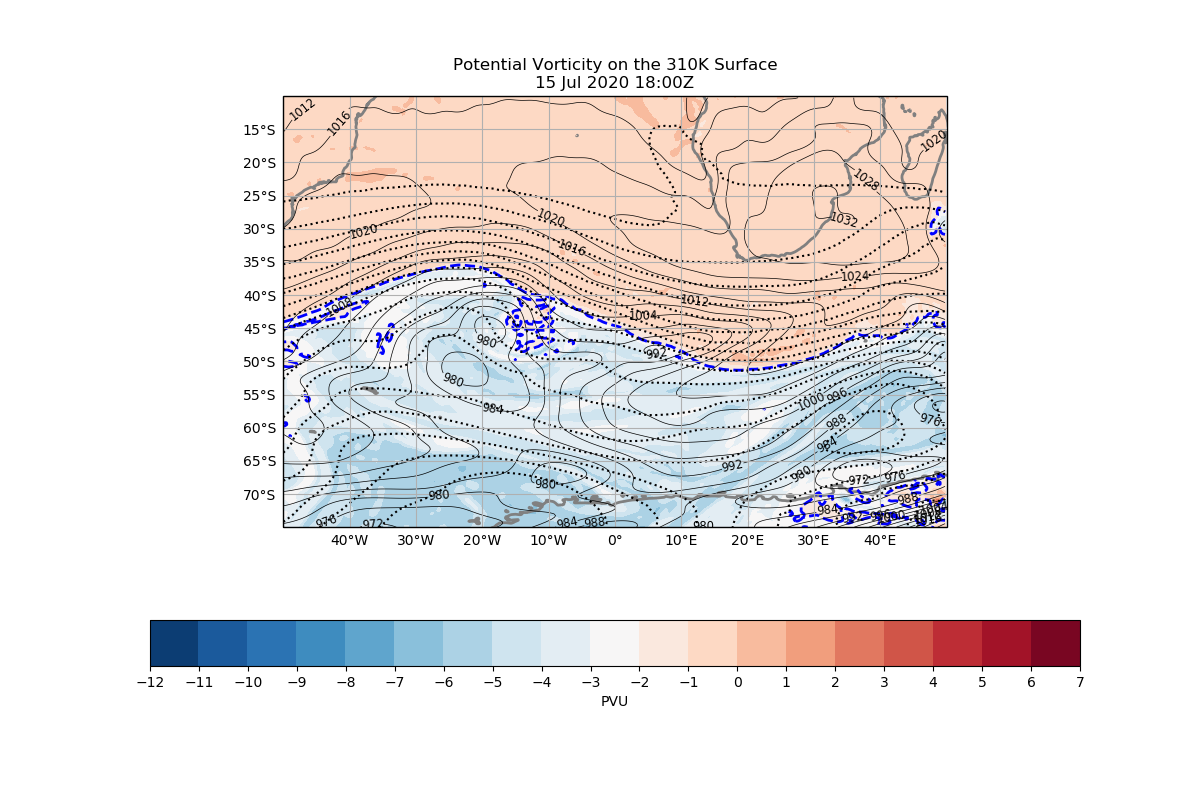 Potential Vorticity on the 310K Surface
15 Jul 2020 18:00Z
1012
1016
15°S
1020
20°S
1028
25°S
1020
1032
30°S
1020
1016
35°S
1024
40°S
1008
1012
1004
45°S
980
992
50°S
980
55°S
984
1000
996
976
60°S
988
984
65°S
992
980
972
976
70°S
980
980
984
988
976
972
984
988
980
40°W
30°W
20°W
10°W
0°
10°E
20°E
30°E
40°E
−12
−11
−10
−9
−8
−7
−6
−5
−4
−3
−2
−1
0
1
2
3
4
5
6
7
PVU